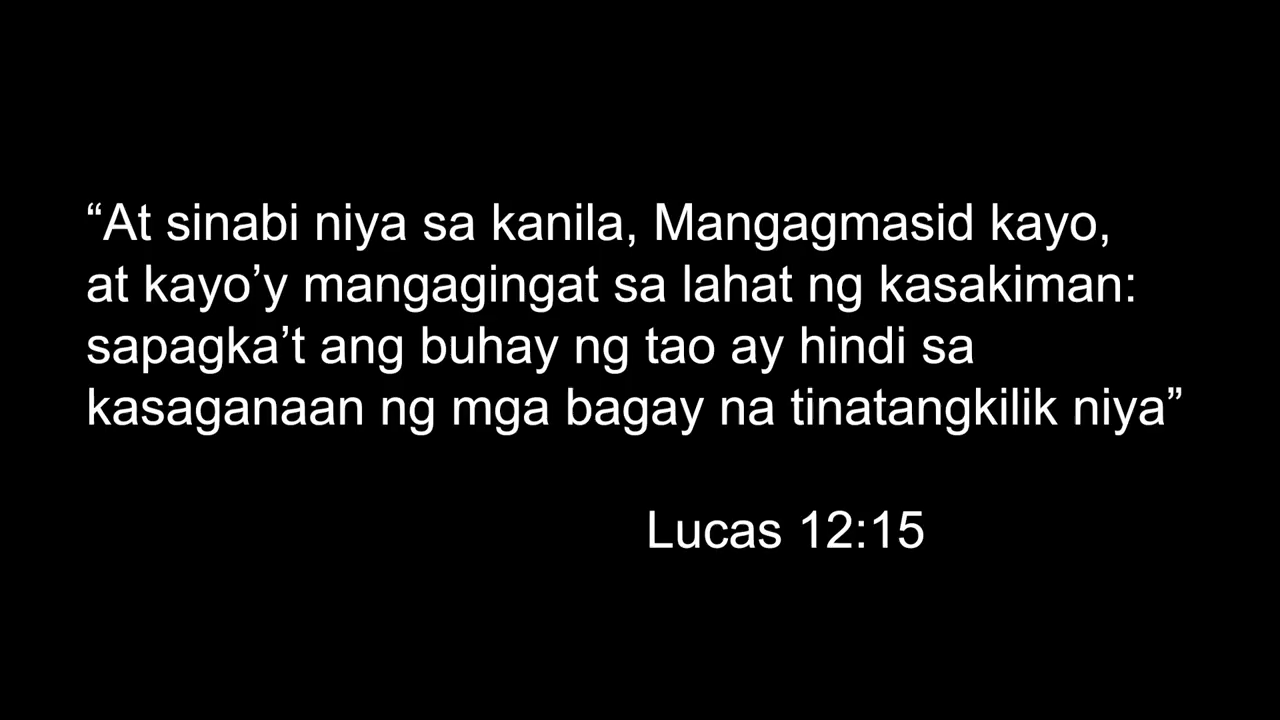 “At sinabi niya sa kanila, Mangagmasid kayo,
at kayo’y mangagingat sa lahat ng kasakiman:
sapagka’t ang buhay ng tao ay hindi sa
kasaganaan ng mga bagay na tinatangkilik niya”
Lucas 12:15